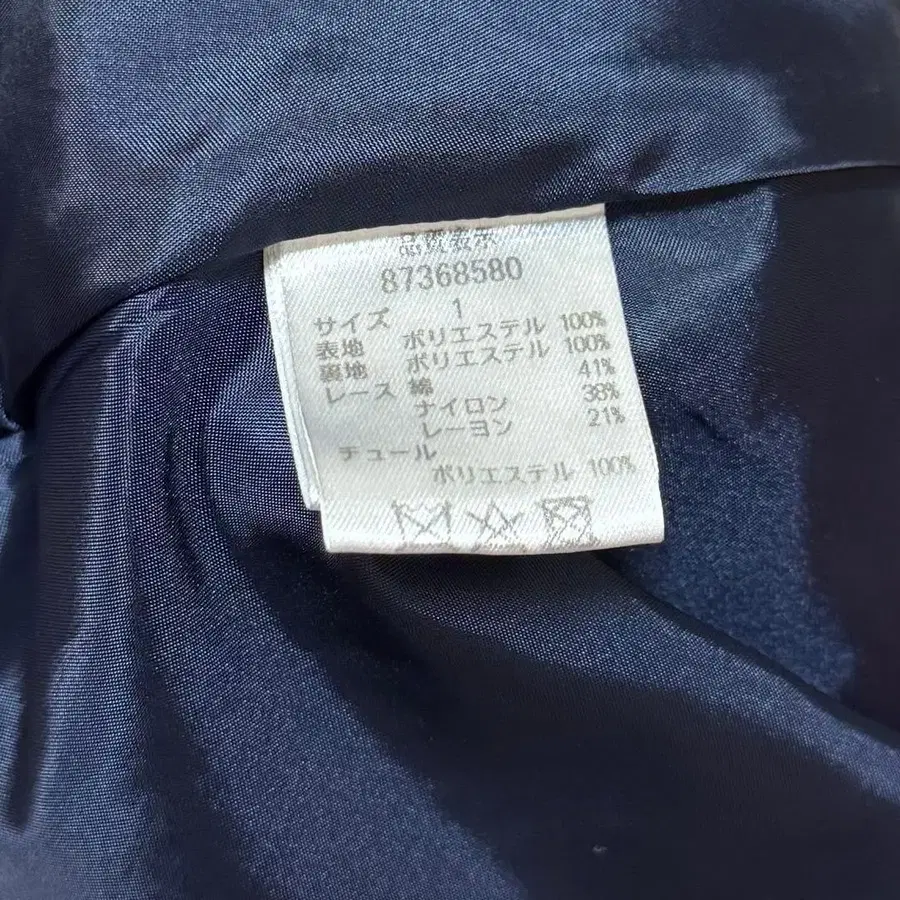 品質表示
87368580
サイズ 1
表地 ポリエステル 100%
裏地 ポリエステル 100%
レース 綿 41%
ナイロン 38%
レーヨン 21%
チュール
ポリエステル 100%